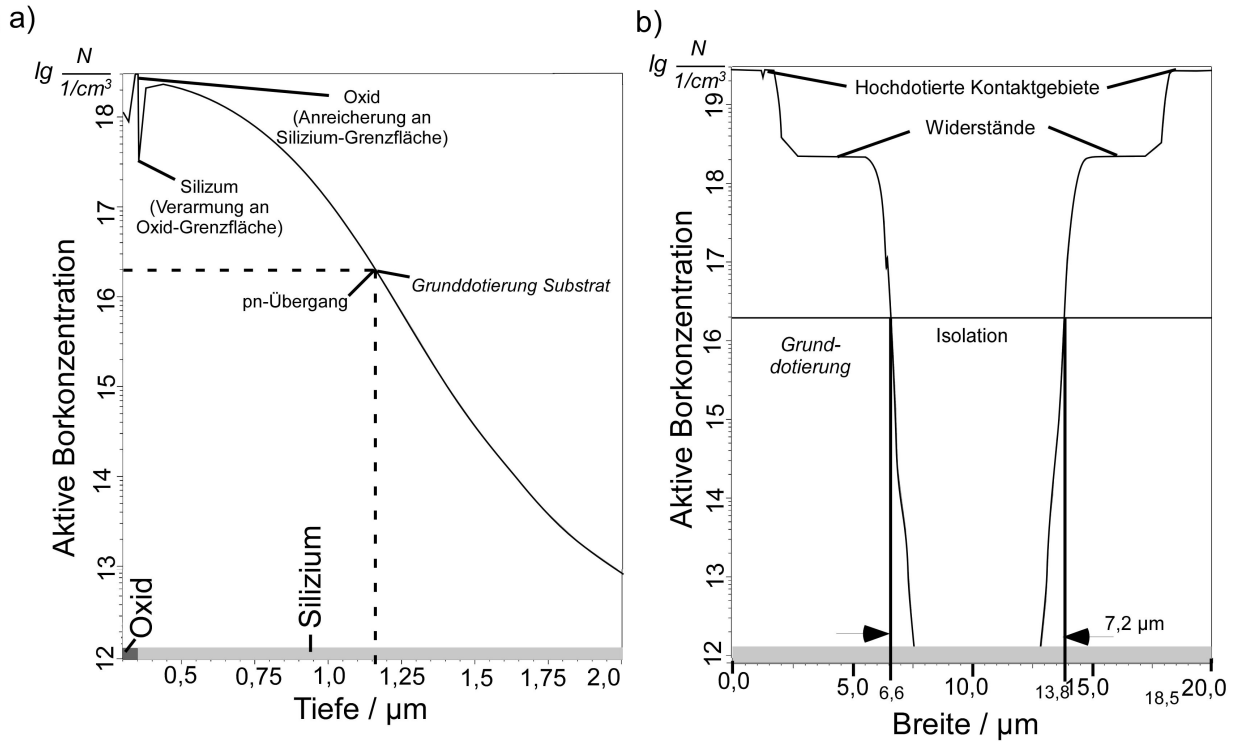 a)
lg N
1/cm³
Oxid
(Anreicherung an
Silizium-Grenzfläche)
Silizum
(Verarmung an
Oxid-Grenzfläche)
pn-Übergang
Grunddotierung Substrat
Aktive Borkonzentration
18
17
16
15
14
13
12
Oxid
Silizium
0,5
0,75
1,0
1,25
1,5
1,75
2,0
Tiefe / µm
b)
lg N
1/cm³
Hochdotierte Kontaktgebiete
Widerstände
Isolation
Grund-
dotierung
7,2 µm
Aktive Borkonzentration
19
18
17
16
15
14
13
12
0,0
5,0
6,6
10,0
13,8
15,0
18,5
20,0
Breite / µm